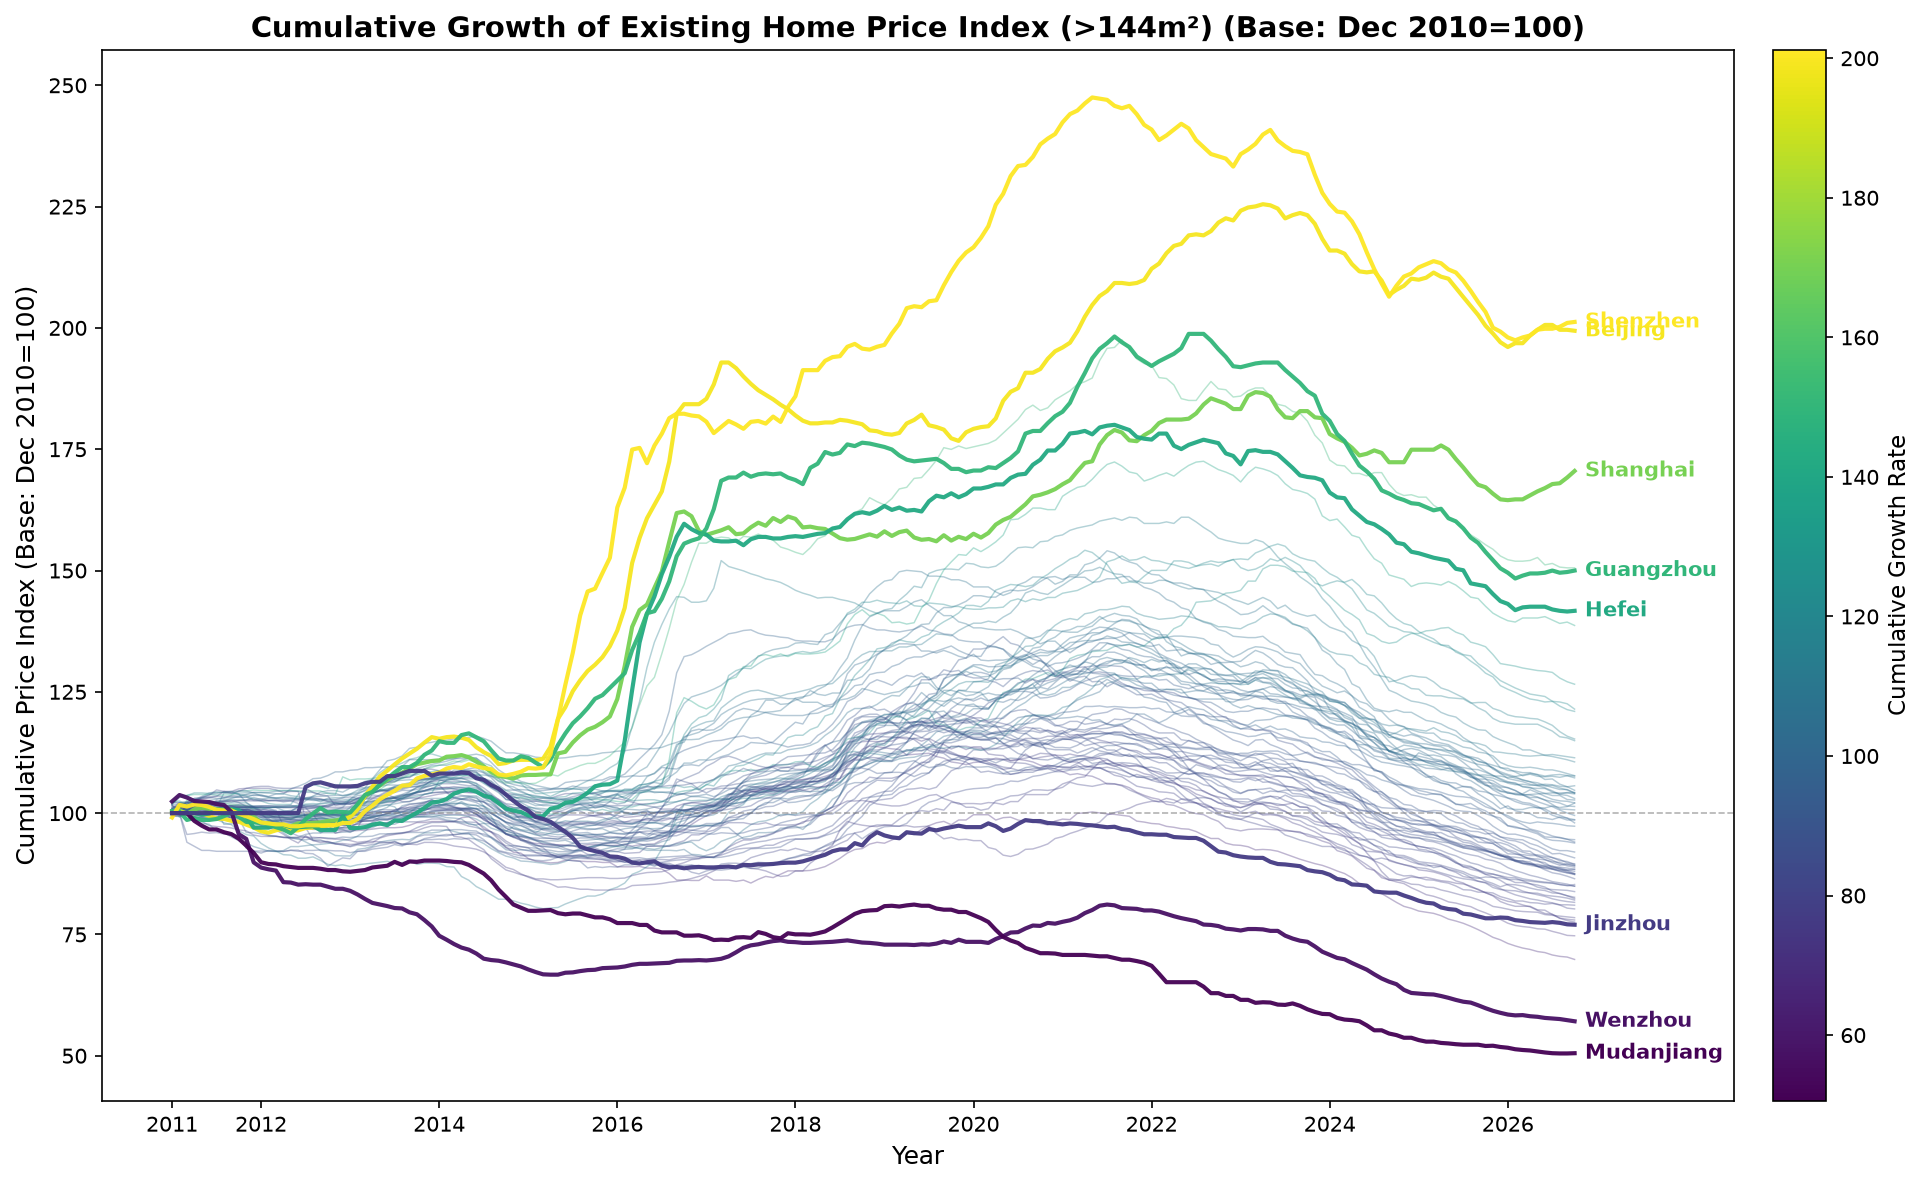 Cumulative Growth of Existing Home Price Index (>144m²) (Base: Dec 2010=100)
Cumulative Price Index (Base: Dec 2010=100)
250
225
200
175
150
125
100
75
50
Shenzhen
Beijing
Shanghai
Guangzhou
Hefei
Jinzhou
Wenzhou
Mudanjiang
2011 2012 2014 2016 2018 2020 2022 2024 2026
Year
200
180
160
140
120
100
80
60
Cumulative Growth Rate